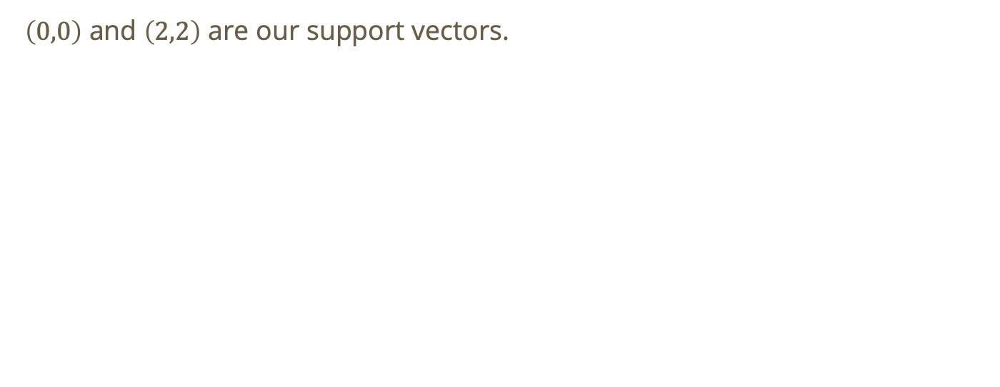 (0,0) and (2,2) are our support vectors.